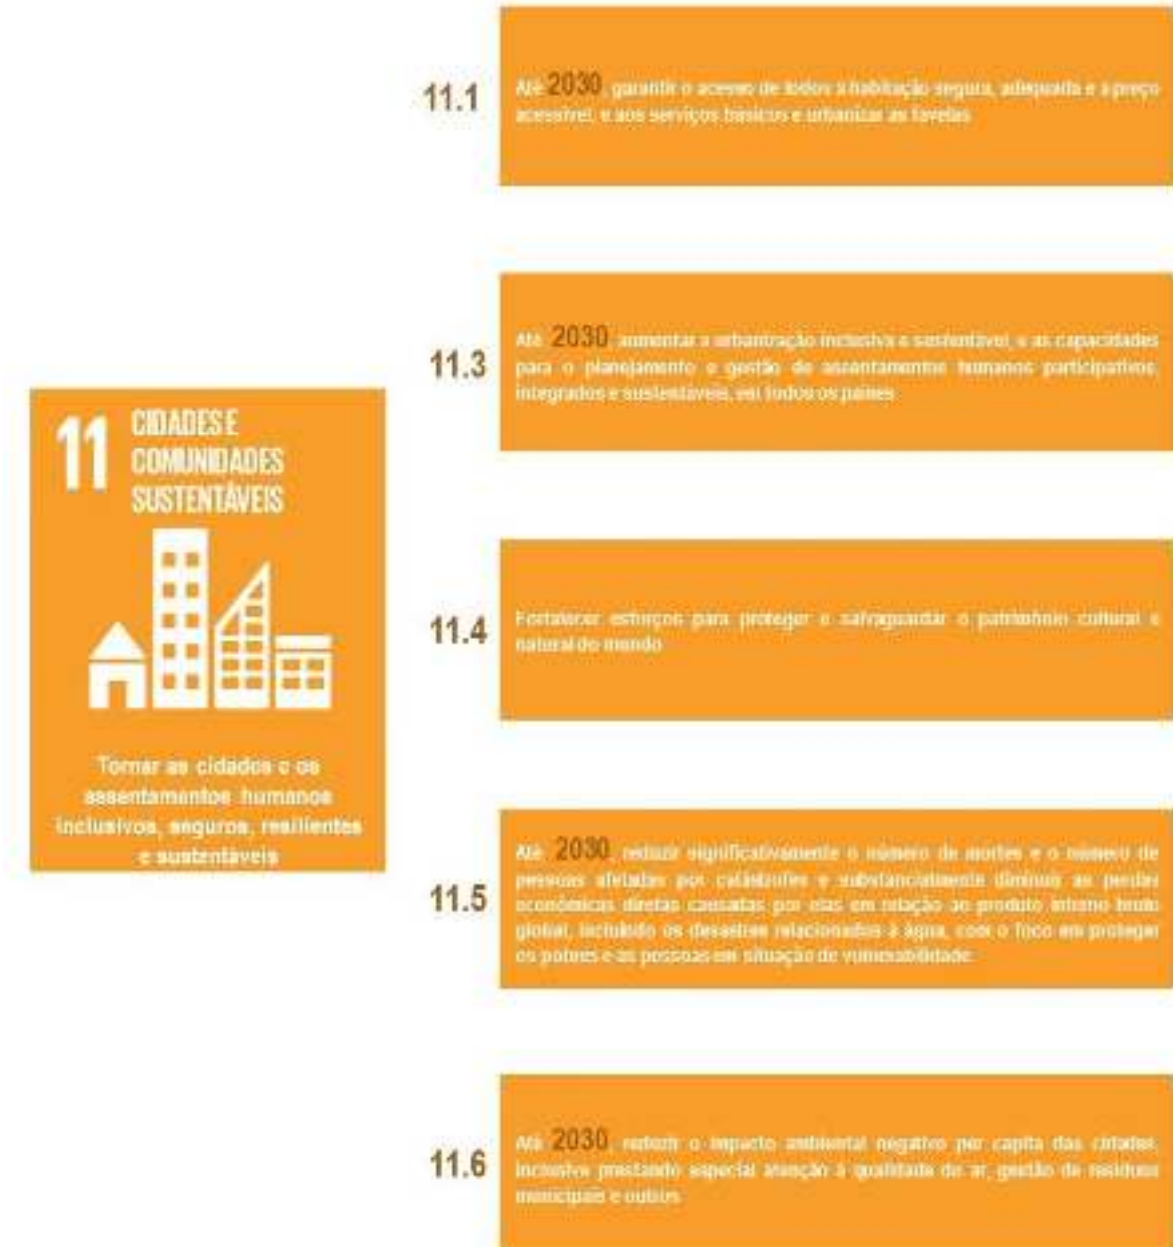 11.1
Até 2030, garantir o acesso de todos a habitação segura, adequada e a preço
acessível, e aos serviços básicos e urbanizar as favelas
11.3
Até 2030 aumentar a urbanização inclusiva e sustentável, e as capacidades
para o planejamento e gestão de assentamentos humanos participativos,
integrados e sustentáveis, em todos os países
11 CIDADES E
COMUNIDADES
SUSTENTÁVEIS
Tornar as cidades e os
assentamentos humanos
inclusivos, seguros, resilientes
e sustentáveis
11.4
Fortalecer esforços para proteger e salvaguardar o patrimônio cultural e
natural do mundo
11.5
Até 2030 reduzir significativamente o número de mortes e o número de
pessoas afetadas por catástrofes e substancialmente diminuir as perdas
econômicas diretas causadas por elas em relação ao produto interno bruto
global, incluindo os desastres relacionados à água, com o foco em proteger
os pobres e as pessoas em situação de vulnerabilidade
11.6
Até 2030 reduzir o impacto ambiental negativo per capita das cidades,
inclusive prestando especial atenção à qualidade do ar, gestão de resíduos
municipais e outros